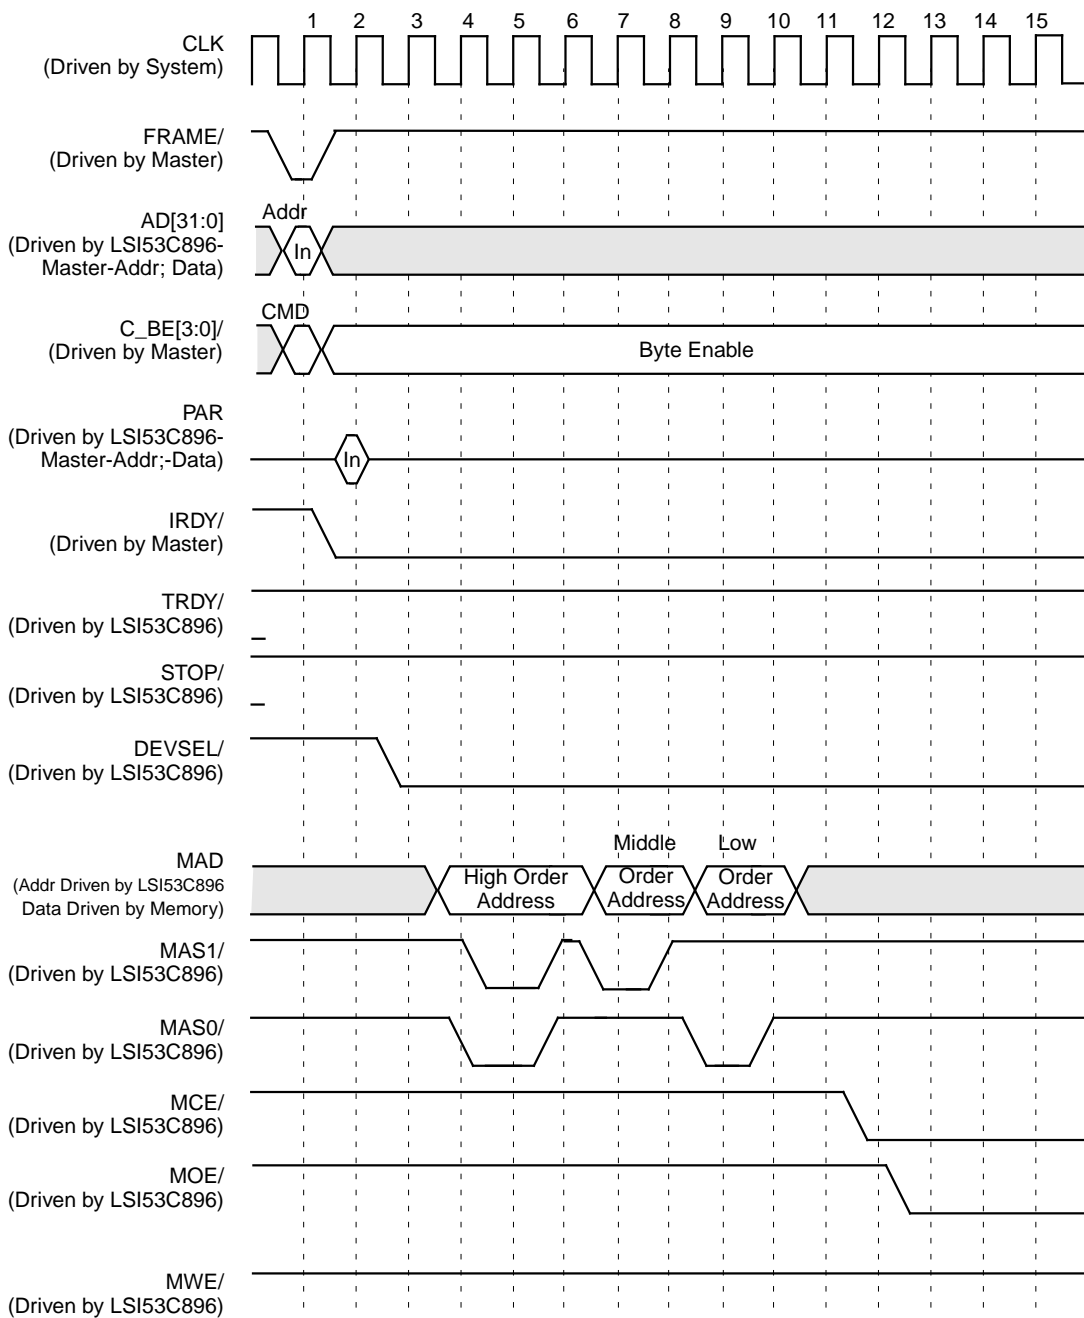 1 2 3 4 5 6 7 8 9 10 11 12 13 14 15
CLK
(Driven by System)
FRAME/
(Driven by Master)
Addr
AD[31:0]
(Driven by LSI53C896-
Master-Addr; Data)
In
CMD
C_BE[3:0]/
(Driven by Master)
Byte Enable
PAR
(Driven by LSI53C896-
Master-Addr;-Data)
In
IRDY/
(Driven by Master)
TRDY/
(Driven by LSI53C896)
STOP/
(Driven by LSI53C896)
DEVSEL/
(Driven by LSI53C896)
MAD
(Addr Driven by LSI53C896
Data Driven by Memory)
High Order
Address
Middle
Order
Address
Low
Order
Address
MAS1/
(Driven by LSI53C896)
MAS0/
(Driven by LSI53C896)
MCE/
(Driven by LSI53C896)
MOE/
(Driven by LSI53C896)
MWE/
(Driven by LSI53C896)